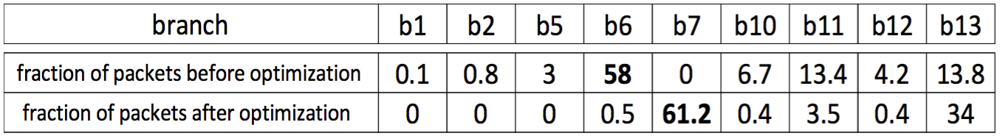 branch b1 b2 b5 b6 b7 b10 b11 b12 b13
fraction of packets before optimization 0.1 0.8 3 58 0 6.7 13.4 4.2 13.8
fraction of packets after optimization 0 0 0 0.5 61.2 0.4 3.5 0.4 34